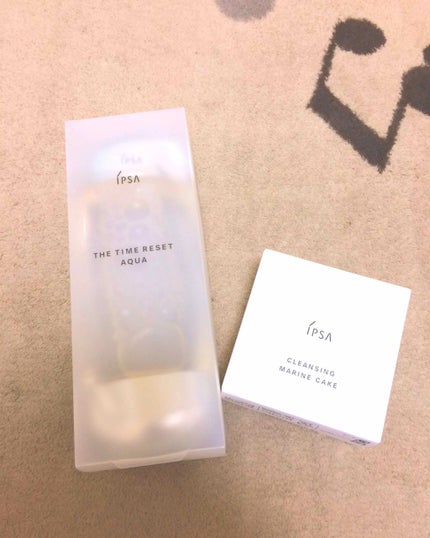 IPSA
THE TIME RESET
AQUA
IPSA
CLEANSING
MARINE CAKE